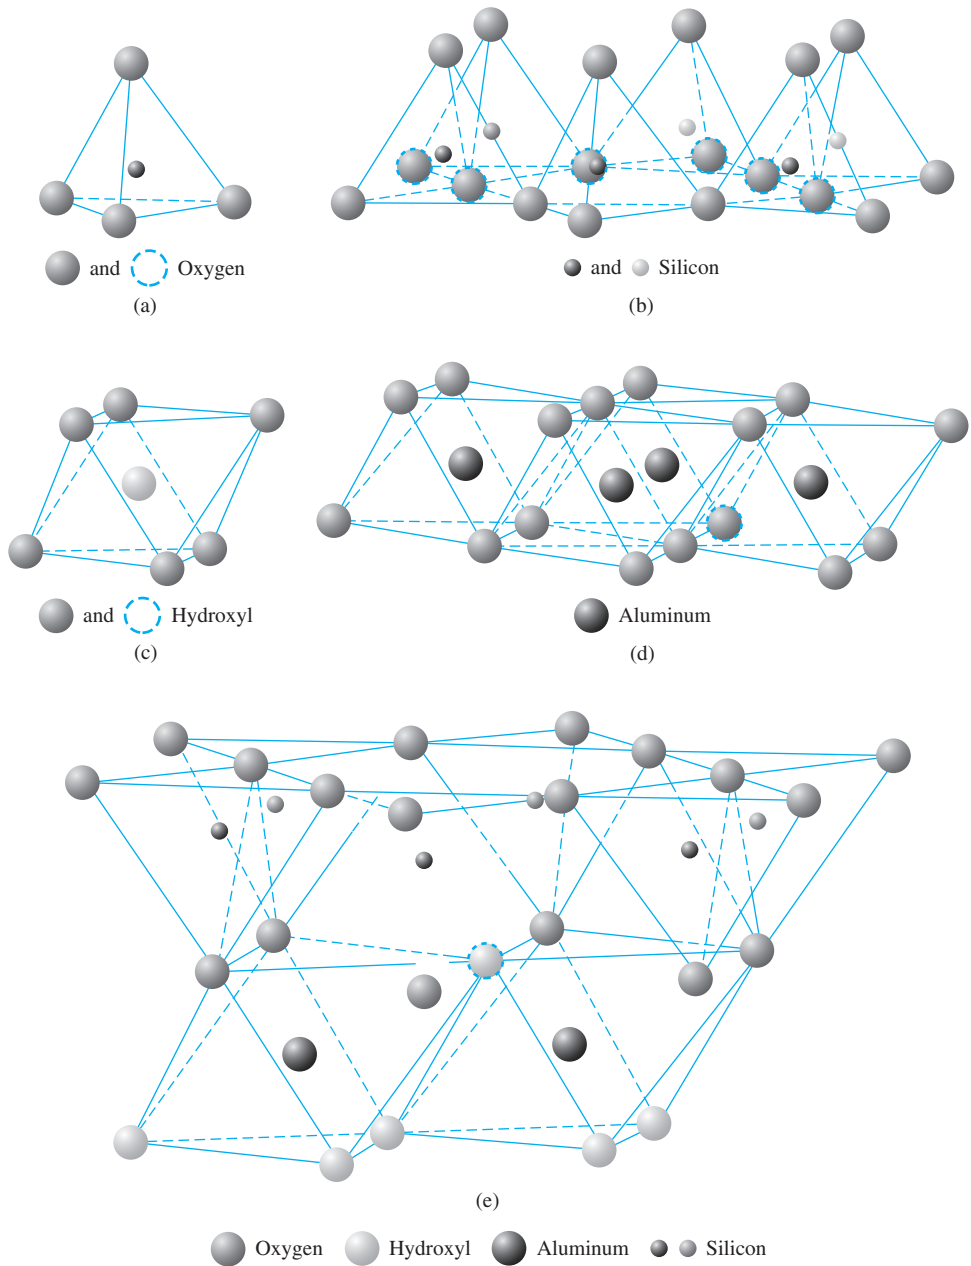 and Oxygen
(a)
and Silicon
(b)
and Hydroxyl
(c)
Aluminum
(d)
(e)
Oxygen Hydroxyl Aluminum Silicon